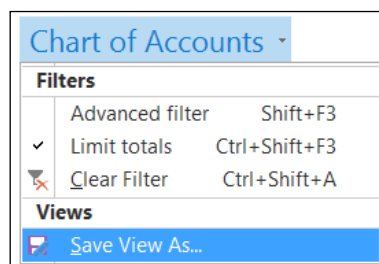 Chart of Accounts
Filters
Advanced filter Shift+F3
Limit totals Ctrl+Shift+F3
Clear Filter Ctrl+Shift+A
Views
Save View As...